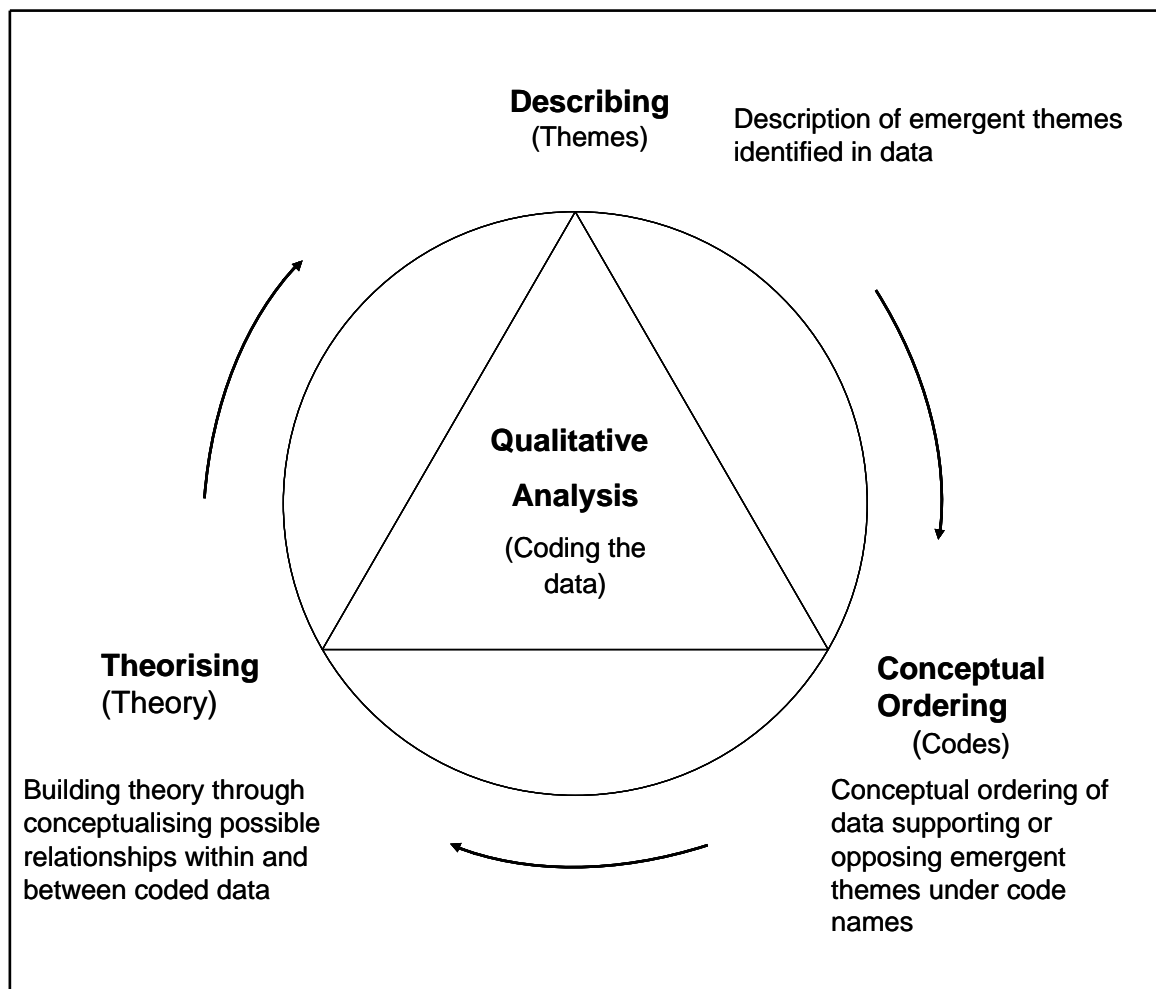 Describing
(Themes)
Description of emergent themes
identified in data
Qualitative
Analysis
(Coding the
data)
Theorising
(Theory)
Building theory through
conceptualising possible
relationships within and
between coded data
Conceptual
Ordering
(Codes)
Conceptual ordering of
data supporting or
opposing emergent
themes under code
names